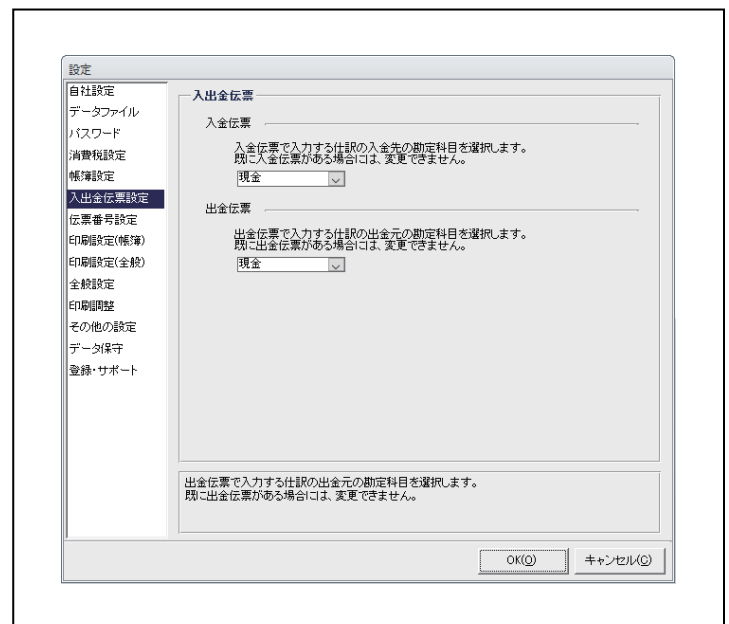 設定
自社設定
データファイル
パスワード
消費税設定
帳簿設定
入出金伝票設定
伝票番号設定
印刷設定(帳簿)
印刷設定(全般)
全般設定
印刷調整
その他の設定
データ保守
登録・サポート
入出金伝票
入金伝票
入金伝票で入力する仕訳の入金先の勘定科目を選択します。
既に入金伝票がある場合には、変更できません。
現金
出金伝票
出金伝票で入力する仕訳の出金元の勘定科目を選択します。
既に出金伝票がある場合には、変更できません。
現金
出金伝票で入力する仕訳の出金元の勘定科目を選択します。
既に出金伝票がある場合には、変更できません。
OK(O)
キャンセル(C)